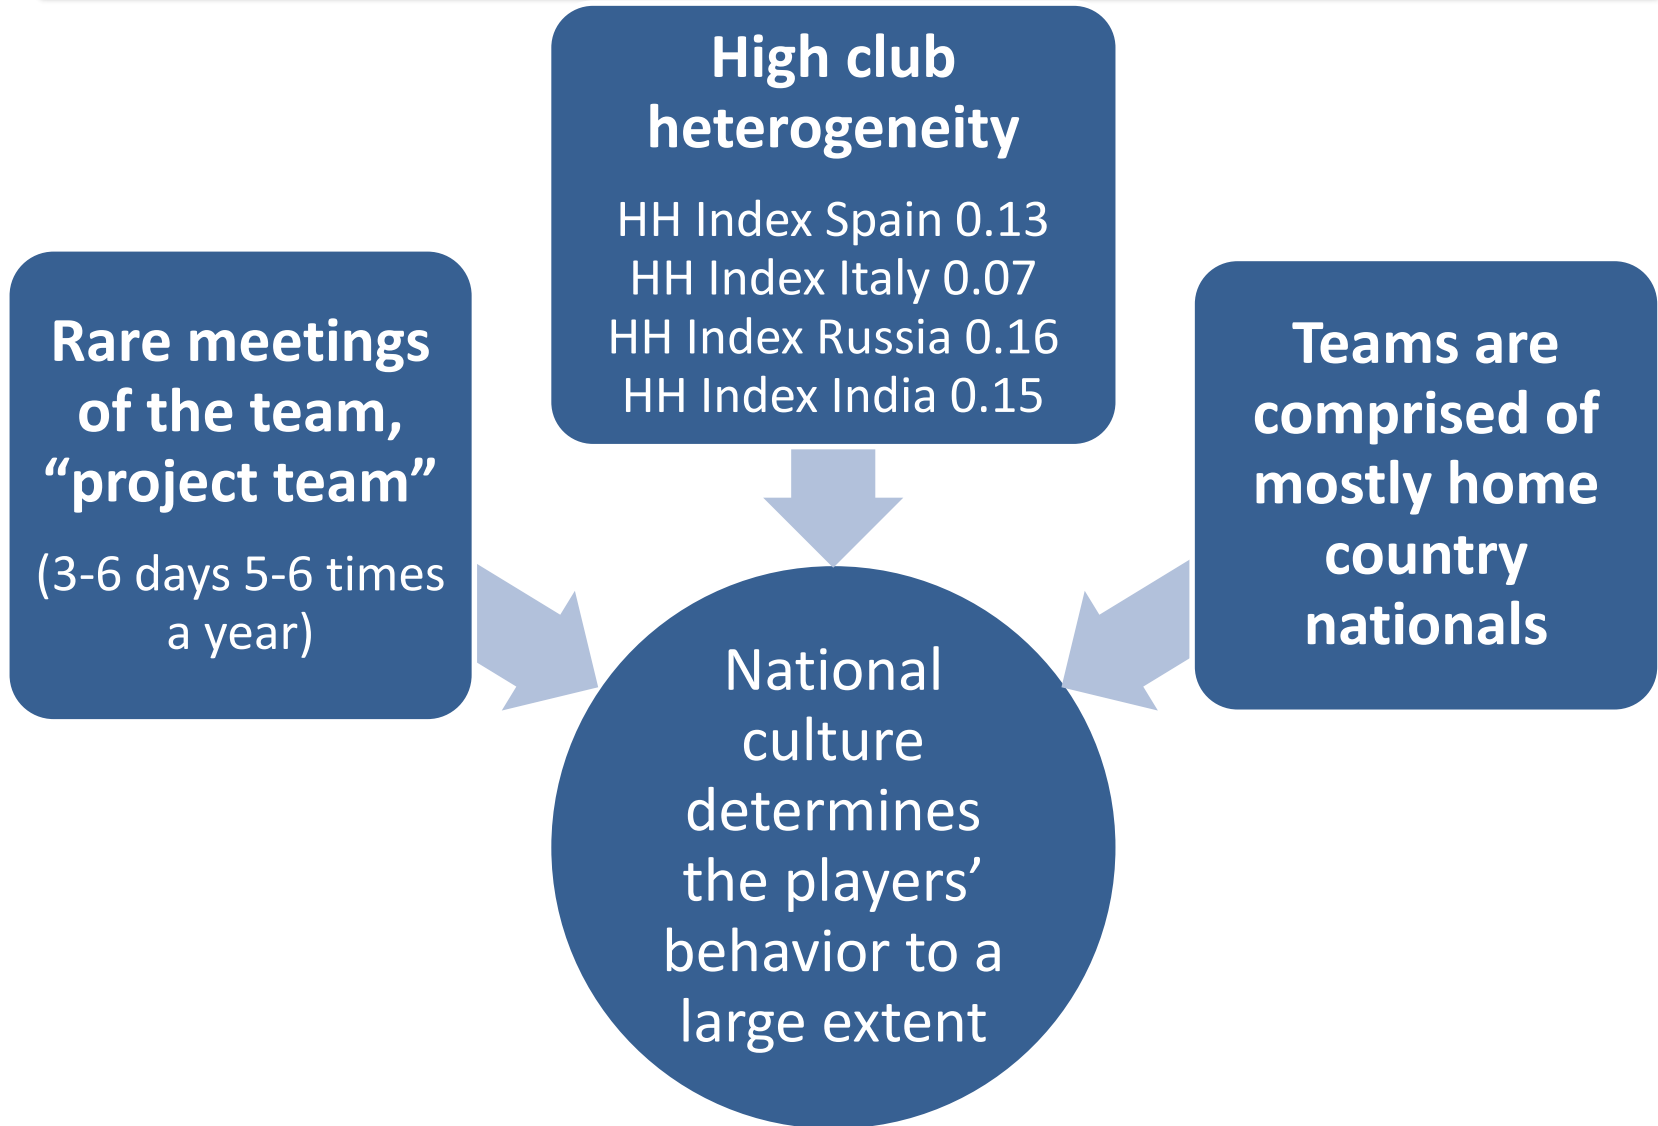 High club
heterogeneity
HH Index Spain 0.13
HH Index Italy 0.07
HH Index Russia 0.16
HH Index India 0.15
Rare meetings
of the team,
“project team”
(3-6 days 5-6 times
a year)
Teams are
comprised of
mostly home
country
nationals
National
culture
determines
the players’
behavior to a
large extent